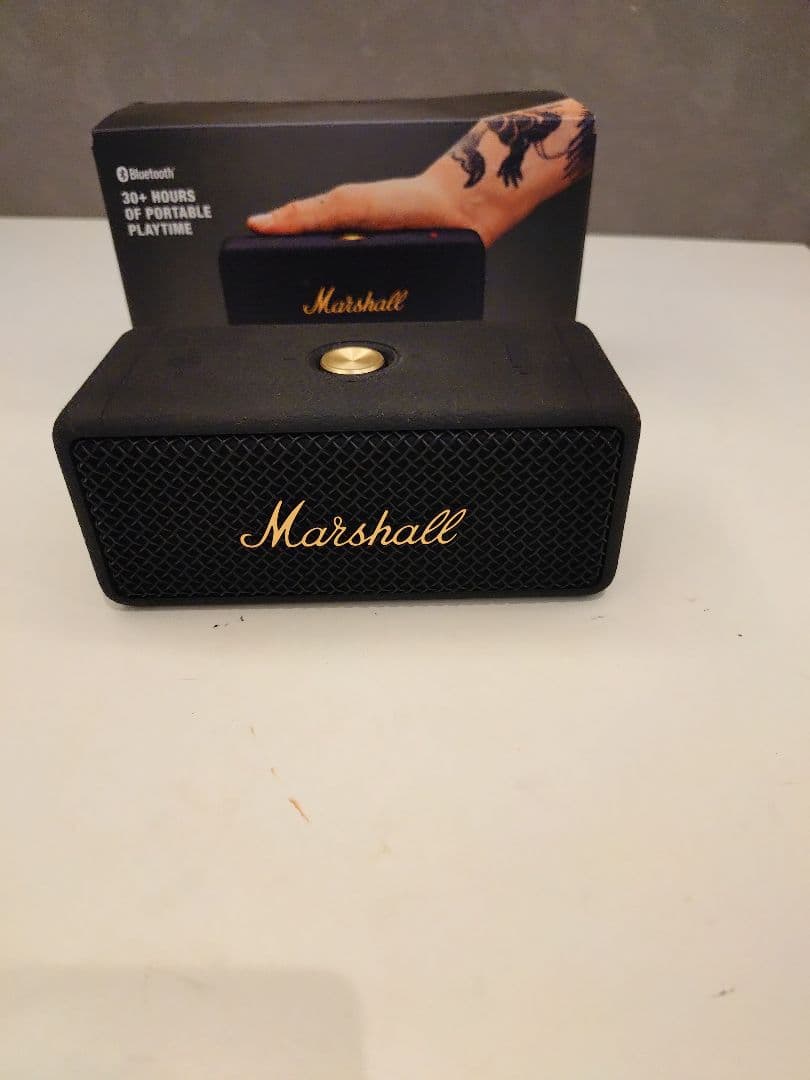 Bluetooth
30+ HOURS
OF PORTABLE
PLAYTIME
Marshall
Marshall